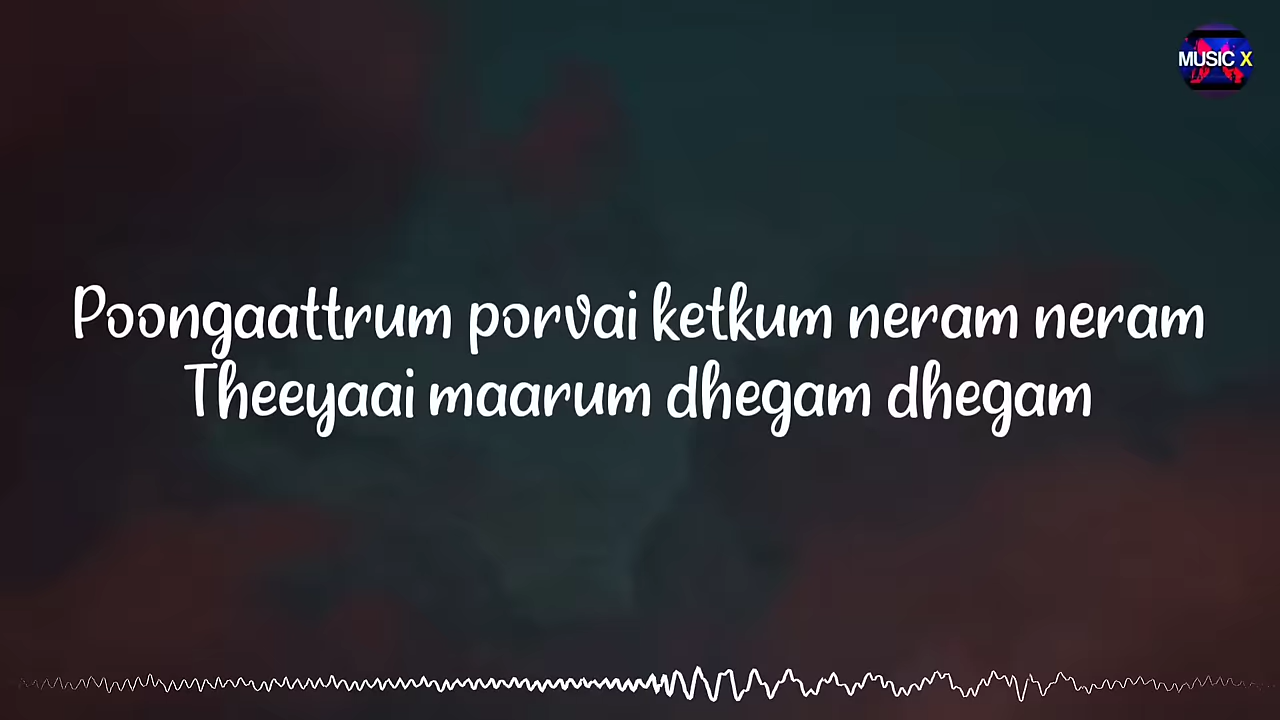 MUSIC X
Poongaattrum porvai ketkum neram neram
Theeyaai maarum dhegam dhegam